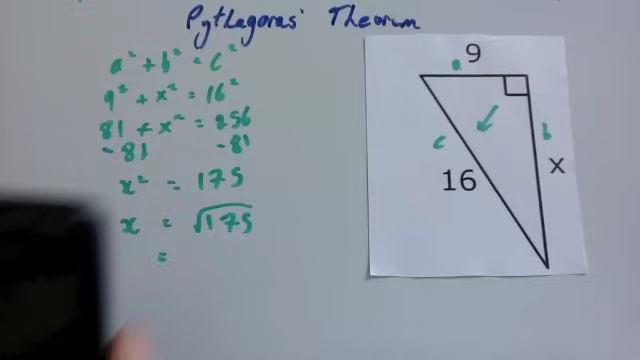 Pythagoras' Theorem
a² + b² = c²
9² + x² = 16²
81 + x² = 256
-81 -81
x² = 175
x = √175
=
a 9
b
c
x
16